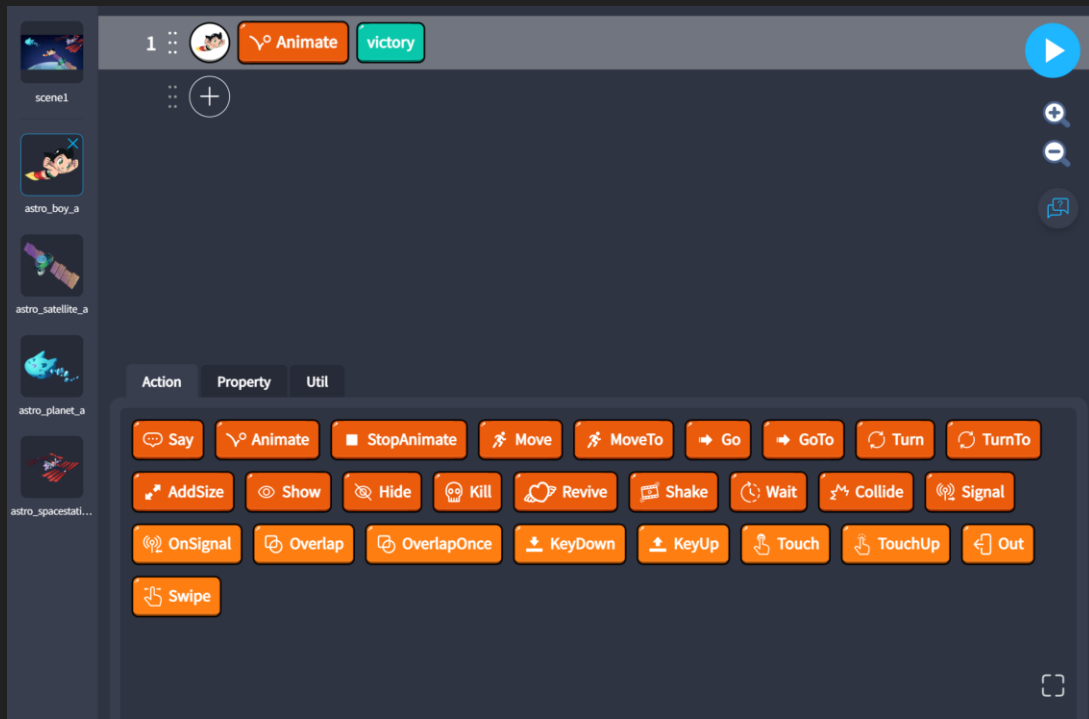 1 Animate victory
scene1
astro_boy_a
astro_satellite_a
astro_planet_a
astro_spacestati...
Action Property Util
Say Animate StopAnimate Move MoveTo Go GoTo Turn TurnTo
AddSize Show Hide Kill Revive Shake Wait Collide Signal
OnSignal Overlap OverlapOnce KeyDown KeyUp Touch TouchUp Out
Swipe